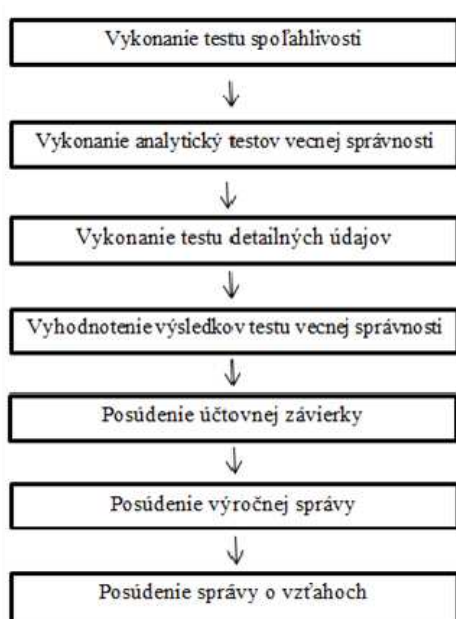 Vykonanie testu spoľahlivosti
Vykonanie analytický testov vecnej správnosti
Vykonanie testu detailných údajov
Vyhodnotenie výsledkov testu vecnej správnosti
Posúdenie účtovnej závierky
Posúdenie výročnej správy
Posúdenie správy o vzťahoch